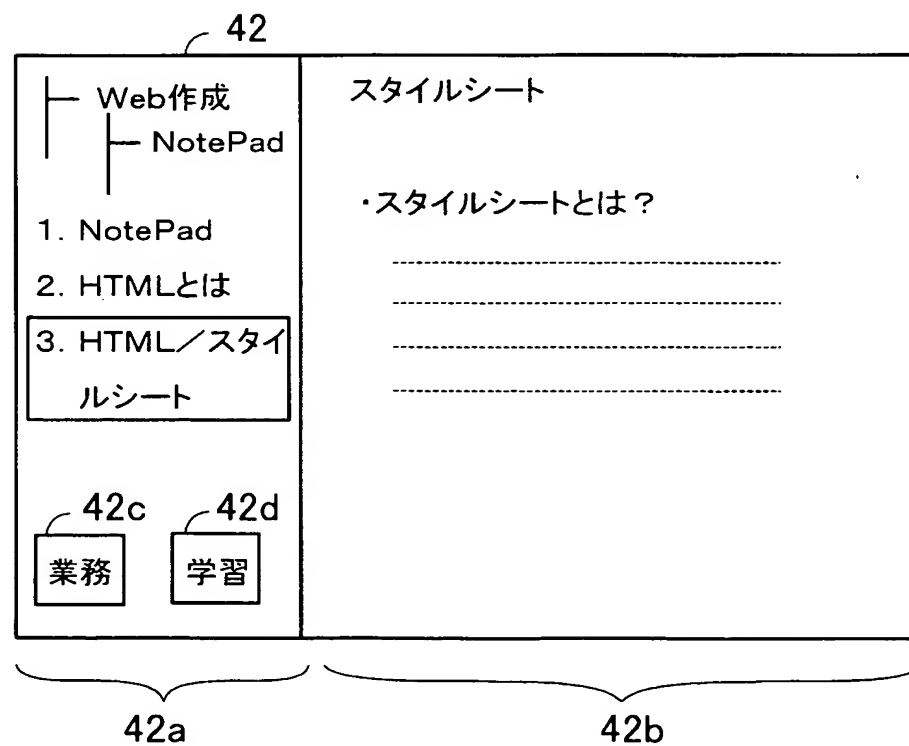 42
Web作成
NotePad
1. NotePad
2. HTMLとは
3. HTML／スタイ
ルシート
42c
42d
業務
学習
スタイルシート
・スタイルシートとは？
42a
42b